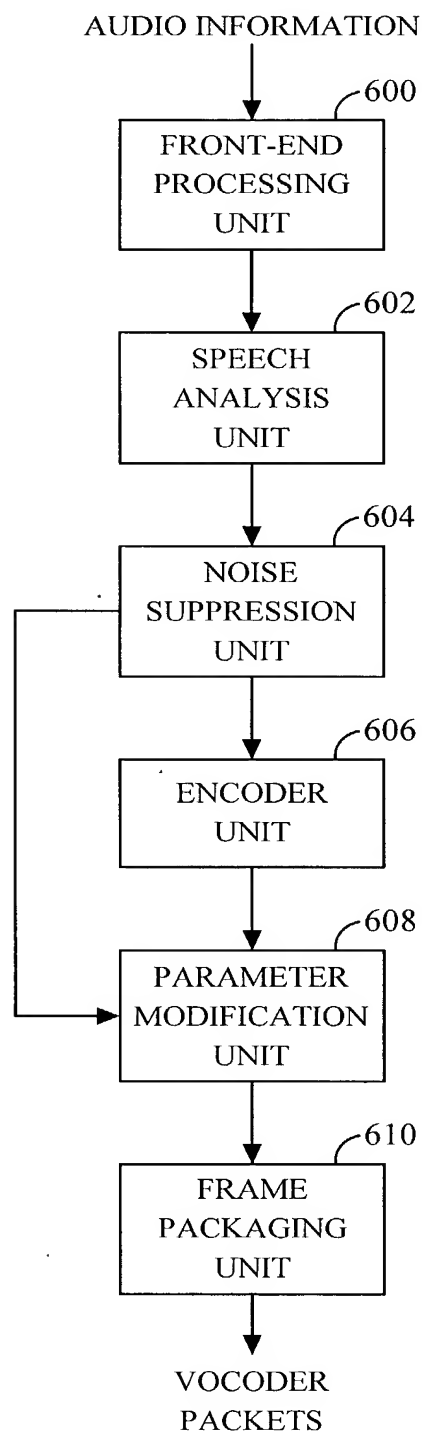 AUDIO INFORMATION
600
FRONT-END
PROCESSING
UNIT
602
SPEECH
ANALYSIS
UNIT
604
NOISE
SUPPRESSION
UNIT
606
ENCODER
UNIT
608
PARAMETER
MODIFICATION
UNIT
610
FRAME
PACKAGING
UNIT
VOCODER
PACKETS